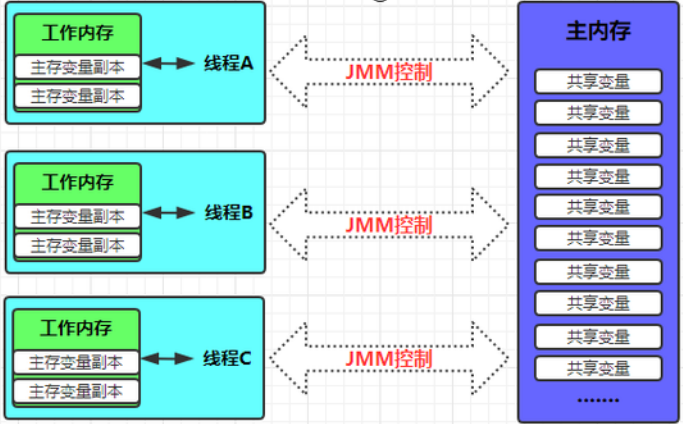 工作内存
主存变量副本
主存变量副本
线程A
JMM控制
工作内存
主存变量副本
主存变量副本
线程B
JMM控制
工作内存
主存变量副本
主存变量副本
线程C
JMM控制
主内存
共享变量
共享变量
共享变量
共享变量
共享变量
共享变量
共享变量
共享变量
共享变量
共享变量
.......